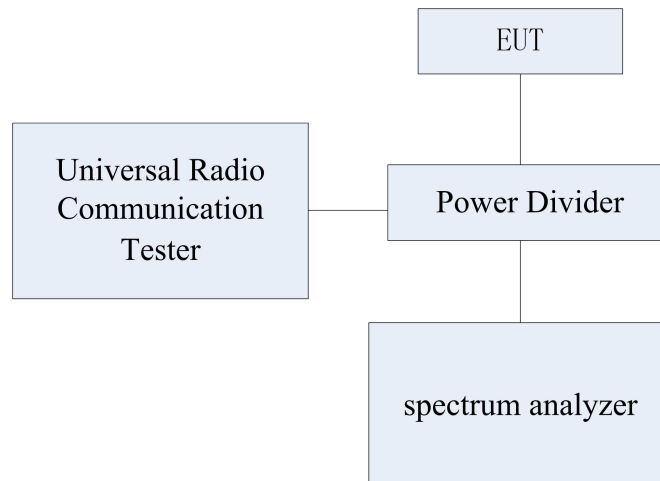 EUT
Universal Radio
Communication
Tester
Power Divider
spectrum analyzer